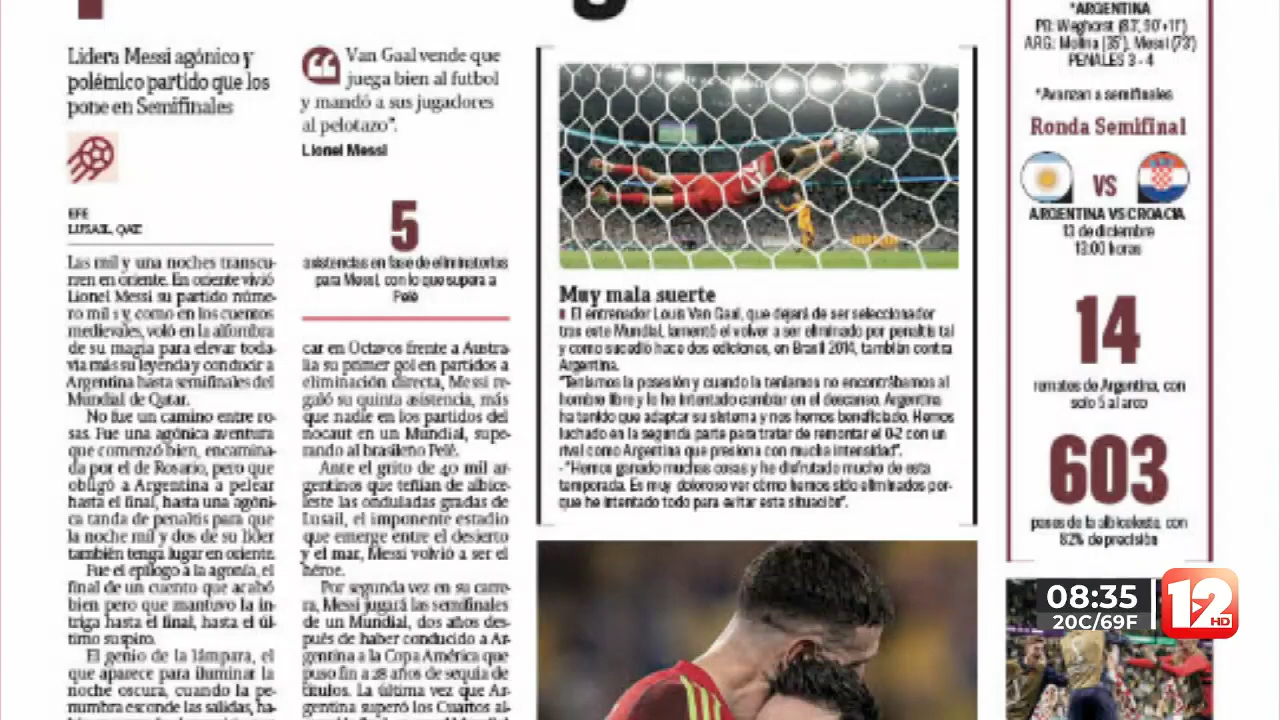 Lidera Messi agónico y
polémico partido que los
pone en Semifinales
EFE
LUSAIL, QAT
Las mil y una noches transcu-
rren en oriente. En oriente vivió
Lionel Messi su partido núme-
ro mil 1 y, como en los cuentos
medievales, voló en la alfombra
de su magia para elevar toda-
vía más su leyenda y conducir a
Argentina hasta semifinales del
Mundial de Qatar.
No fue un camino entre ro-
sas. Fue una agónica aventura
que comenzó bien, encamina-
da por el de Rosario, pero que
obligó a Argentina a pelear
hasta el final, hasta una agóni-
ca tanda de penaltis para que
la noche mil y dos de su líder
también tenga lugar en oriente.
Fue el epílogo a la agonía, el
final de un cuento que acabó
bien pero que mantuvo la in-
triga hasta el final, hasta el úl-
timo suspiro.
El genio de la lámpara, el
que aparece para iluminar la
noche oscura, cuando la pe-
numbra esconde las salidas, ha-
Van Gaal vende que
juega bien al futbol
y mandó a sus jugadores
al pelotazo”.
Lionel Messi
5
asistencias en fase de eliminatorias
para Messi, con lo que supera a
Pelé
car en Octavos frente a Austra-
lia su primer gol en partidos a
eliminación directa, Messi re-
galó su quinta asistencia, más
que nadie en los partidos del
nocaut en un Mundial, supe-
rando al brasileño Pelé.
Ante el grito de 40 mil ar-
gentinos que teñían de albice-
leste las onduladas gradas de
Lusail, el imponente estadio
que emerge entre el desierto
y el mar, Messi volvió a ser el
héroe.
Por segunda vez en su carre-
ra, Messi jugará las semifinales
de un Mundial, dos años des-
pués de haber conducido a Ar-
gentina a la Copa América que
puso fin a 28 años de sequía de
títulos. La última vez que Ar-
gentina superó los Cuartos al-
Muy mala suerte
El entrenador Louis Van Gaal, que dejará de ser seleccionador
tras este Mundial, lamentó el volver a ser eliminado por penaltis tal
y como sucedió hace dos ediciones, en Brasil 2014, también contra
Argentina.
“Teníamos la posesión y cuando la teníamos no encontrábamos al
hombre libre y lo he intentado cambiar en el descanso. Argentina
ha tenido que adaptar su sistema y nos hemos beneficiado. Hemos
luchado en la segunda parte para tratar de remontar el 0-2 con un
rival como Argentina que presiona con mucha intensidad”.
- “Hemos ganado muchas cosas y he disfrutado mucho de esta
temporada. Es muy doloroso ver cómo hemos sido eliminados por-
que he intentado todo para evitar esta situación”.
*ARGENTINA
PB: Weghorst (83', 90'+11')
ARG: Molina (35'), Messi (73')
PENALES 3 - 4
*Avanzan a semifinales
Ronda Semifinal
VS
ARGENTINA VS CROACIA
13 de diciembre
13:00 horas
14
remates de Argentina, con
solo 5 al arco
603
pases de la albiceleste, con
82% de precisión
08:35
20C/69F
12
HD